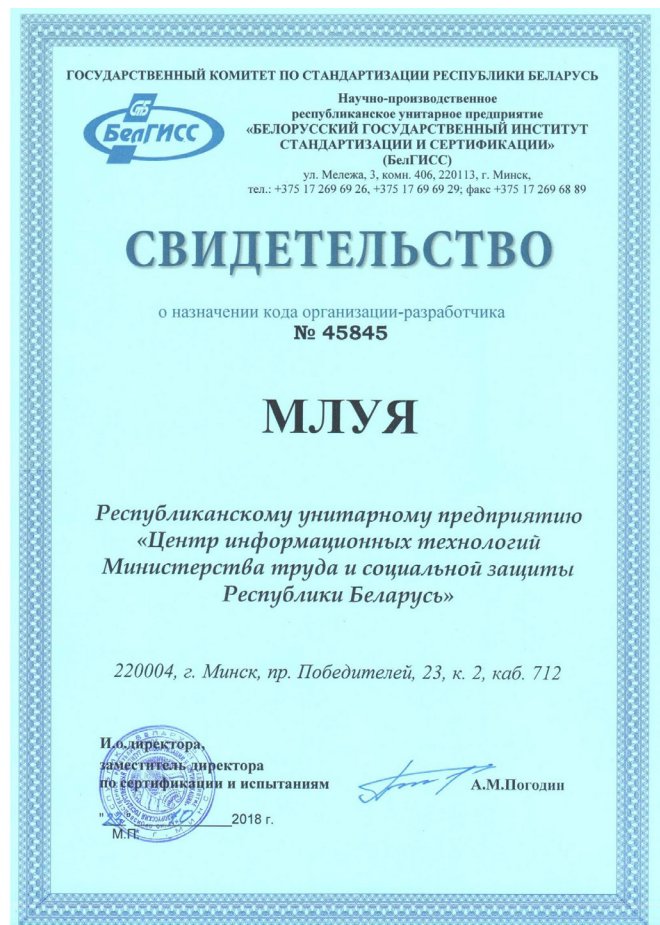 ГОСУДАРСТВЕННЫЙ КОМИТЕТ ПО СТАНДАРТИЗАЦИИ РЕСПУБЛИКИ БЕЛАРУСЬ
СТБ
БелГИСС
Научно-производственное
республиканское унитарное предприятие
«БЕЛОРУССКИЙ ГОСУДАРСТВЕННЫЙ ИНСТИТУТ
СТАНДАРТИЗАЦИИ И СЕРТИФИКАЦИИ»
(БелГИСС)
ул. Мележа, 3, комн. 406, 220113, г. Минск,
тел.: +375 17 269 69 26, +375 17 69 69 29; факс +375 17 269 68 89
СВИДЕТЕЛЬСТВО
о назначении кода организации-разработчика
№ 45845
МЛУЯ
Республиканскому унитарному предприятию
«Центр информационных технологий
Министерства труда и социальной защиты
Республики Беларусь»
220004, г. Минск, пр. Победителей, 23, к. 2, каб. 712
И.о.директора,
заместитель директора
по сертификации и испытаниям
А.М.Погодин
2018 г.
М.П.